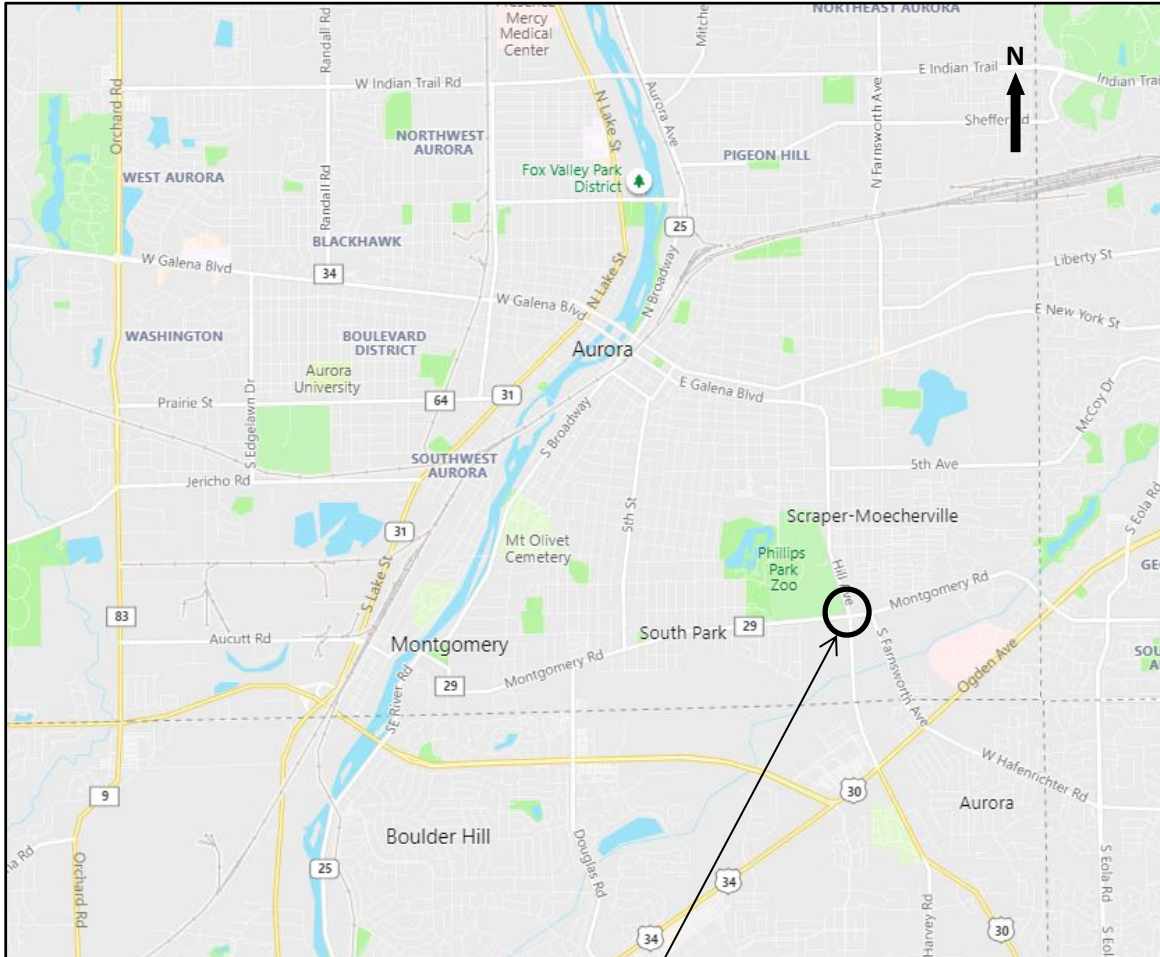 Presence
Mercy
Medical
Center
NORTHEAST AURORA
Orchard Rd
Randall Rd
Mitche
W Indian Trail Rd
E Indian Trail
N
Indian Trai
N Lake St
Aurora Ave
N Farnsworth Ave
NORTHWEST
AURORA
PIGEON HILL
Fox Valley Park
District
WEST AURORA
Randall Rd
25
BLACKHAWK
W Galena Blvd
34
N Lake St
N Broadway
Liberty St
W Galena Blvd
E New York St
WASHINGTON
BOULEVARD
DISTRICT
Aurora
Aurora
University
E Galena Blvd
McCoy Dr
Prairie St
64
31
S Edgelawn Dr
S Broadway
SOUTHWEST
AURORA
5th Ave
Jericho Rd
S Eola Rd
5th St
Scraper-Moecherville
31
Mt Olivet
Cemetery
Phillips
Park
Zoo
S Lake St
Montgomery Rd
83
Aucutt Rd
Montgomery
South Park
29
S Farnsworth Ave
Ogden Ave
Montgomery Rd
29
SE River Rd
W Hafenrichter Rd
9
30
Aurora
Boulder Hill
Douglas Rd
25
Orchard Rd
34
S Eola Rd
34
Harvey Rd
30